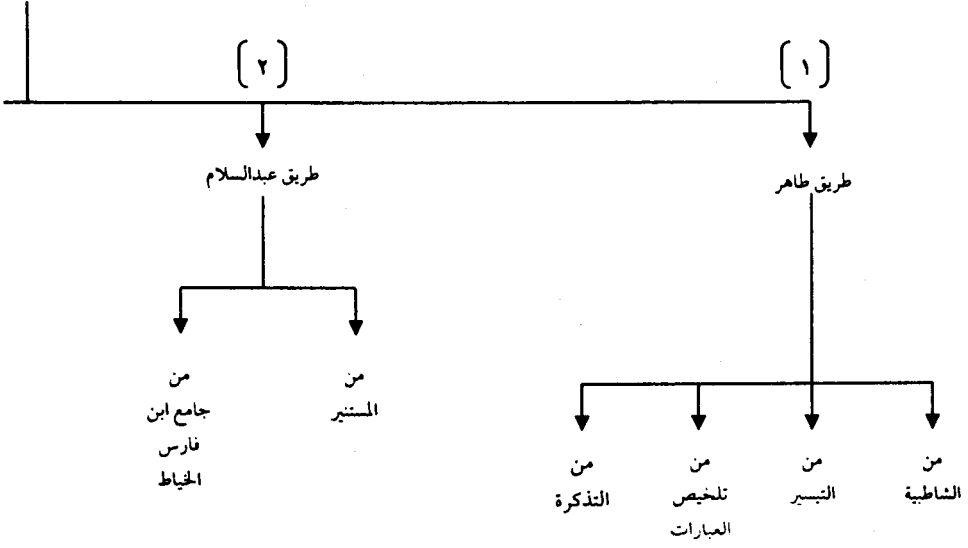 (١)
(٢)
طريق طاهر
طريق عبدالسلام
من
الشاطبية
من
التيسير
من
تلخيص
العبارات
من
التذكرة
من
المستنير
من
جامع ابن
فارس
الخياط